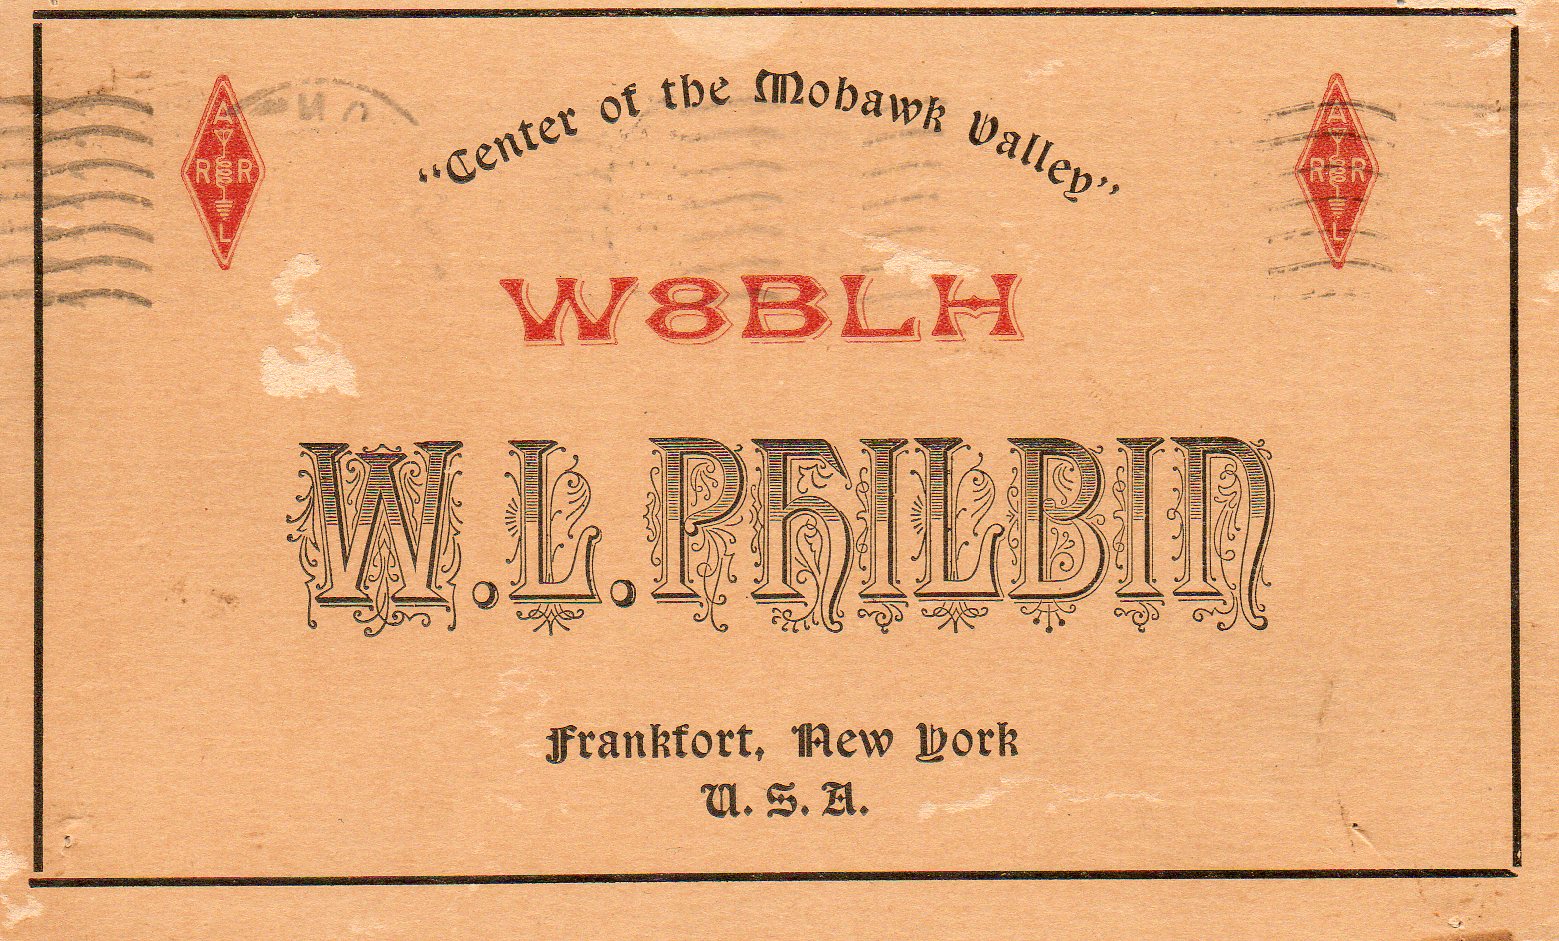 "Center of the Mohawk Valley"
A
R R
L
A
R R
L
W8BLH
W. L. PHILBIN
Frankfort, New York
U. S. A.